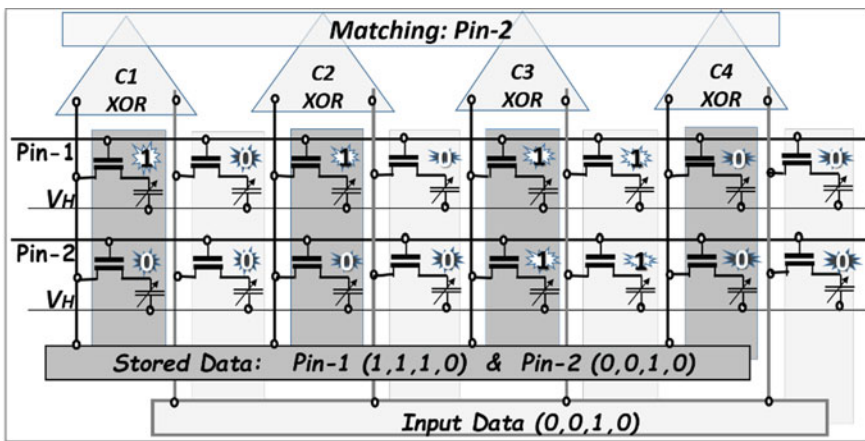 Matching: Pin-2
C1 C2 C3 C4
XOR XOR XOR XOR
Pin-1 1 0 1 0 1 1 0 0
VH
Pin-2 0 0 0 0 1 1 0 0
VH
Stored Data: Pin-1 (1,1,1,0) & Pin-2 (0,0,1,0)
Input Data (0,0,1,0)